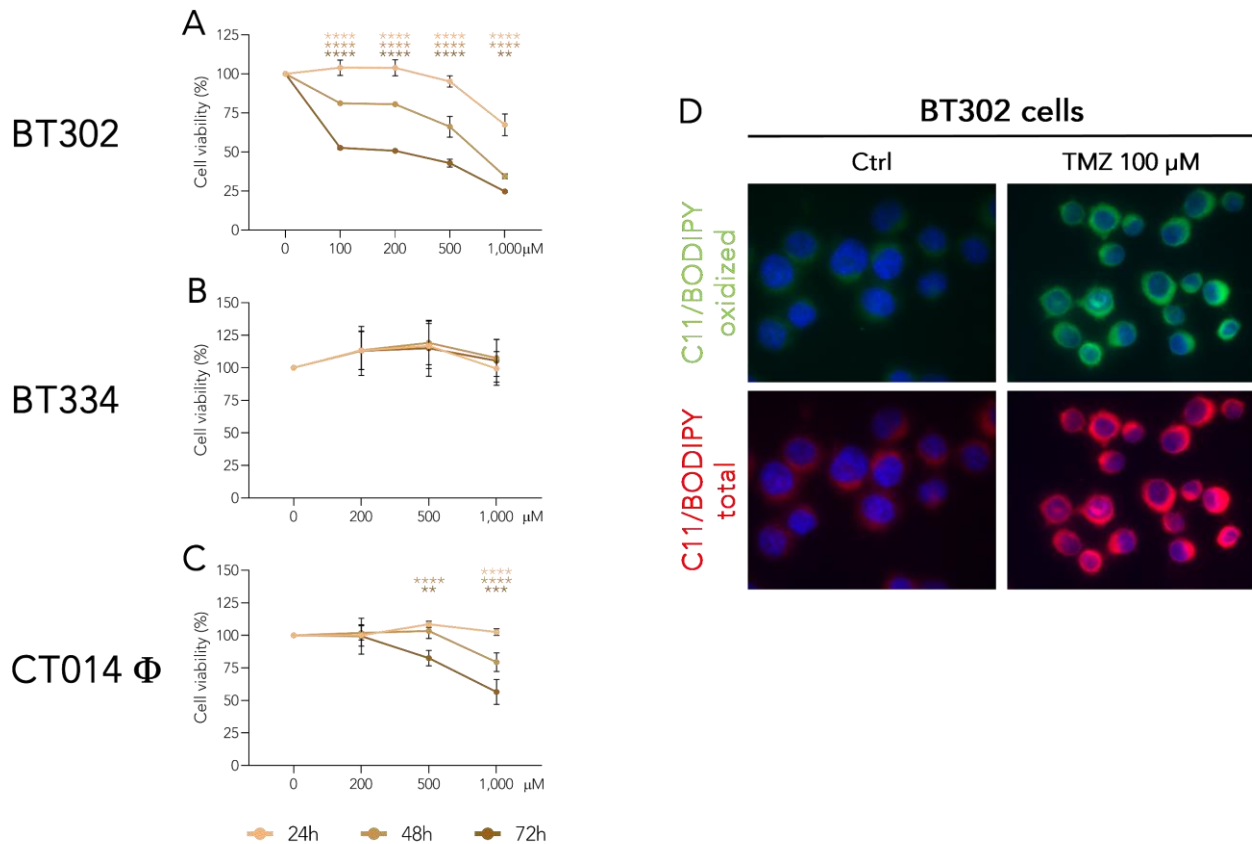 A
125
**** **** **** ****
**** **** **** ****
**** **** **** **
100
75
50
25
0
Cell viability (%)
0 100 200 500 1,000 μM
BT302
B
150
125
100
75
50
25
0
Cell viability (%)
0 200 500 1,000 μM
BT334
C
150
****
**** ****
** ***
125
100
75
50
25
0
Cell viability (%)
0 200 500 1,000 μM
CT014 Φ
24h 48h 72h
D
BT302 cells
Ctrl TMZ 100 μM
C11/BODIPY
oxidized
C11/BODIPY
total